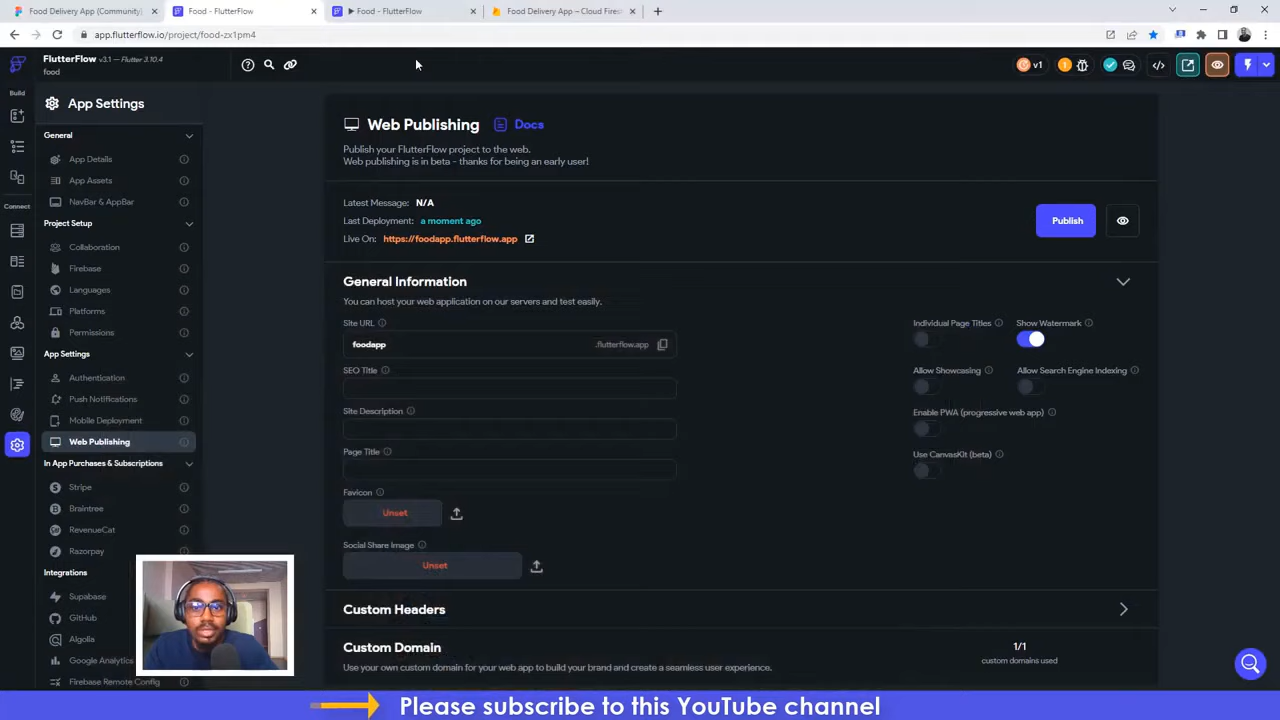 Food Delivery App (Community)
Food - FlutterFlow
Food - FlutterFlow
Food Delivery App – Cloud Fires
app.flutterflow.io/project/food-zx1pm4
FlutterFlow v3.1 — Flutter 3.10.4
food
v1
1
Build
Connect
App Settings
General
App Details
App Assets
NavBar & AppBar
Project Setup
Collaboration
Firebase
Languages
Platforms
Permissions
App Settings
Authentication
Push Notifications
Mobile Deployment
Web Publishing
In App Purchases & Subscriptions
Stripe
Braintree
RevenueCat
Razorpay
Integrations
Supabase
GitHub
Algolia
Google Analytics
Firebase Remote Config
Web Publishing
Docs
Publish your FlutterFlow project to the web.
Web publishing is in beta - thanks for being an early user!
Latest Message: N/A
Last Deployment: a moment ago
Live On: https://foodapp.flutterflow.app
Publish
General Information
You can host your web application on our servers and test easily.
Site URL
foodapp
.flutterflow.app
SEO Title
Site Description
Page Title
Favicon
Unset
Social Share Image
Unset
Individual Page Titles
Show Watermark
Allow Showcasing
Allow Search Engine Indexing
Enable PWA (progressive web app)
Use CanvasKit (beta)
Custom Headers
Custom Domain
Use your own custom domain for your web app to build your brand and create a seamless user experience.
1/1
custom domains used
Please subscribe to this YouTube channel